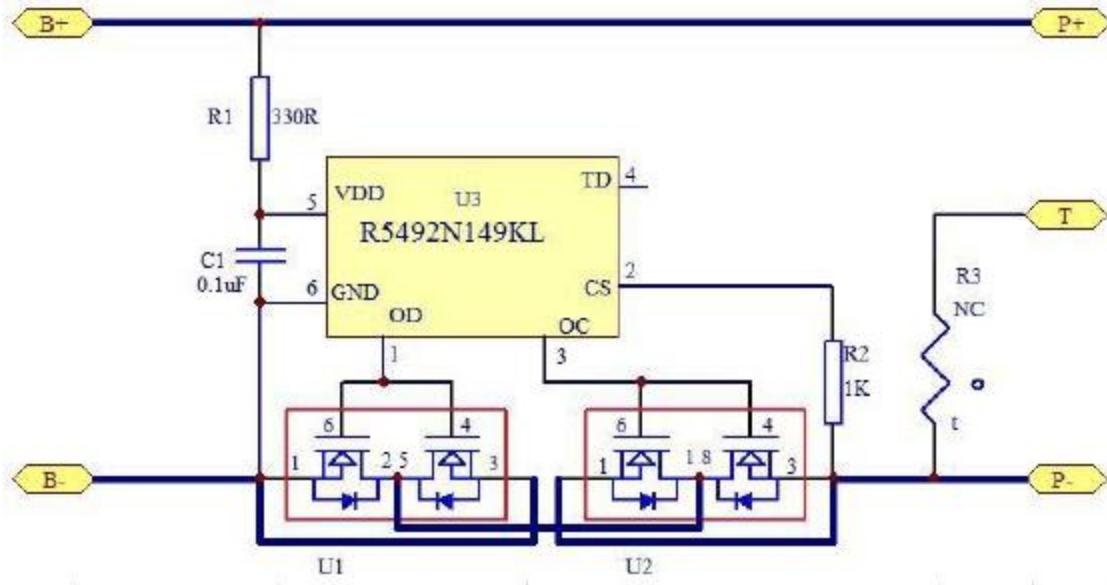 B+
P+
R1
330R
VDD
5
U3
R5492N149KL
TD
4
T
C1
0.1uF
6
GND
CS
2
R3
NC
OD
OC
1
3
R2
1K
t
6
4
6
4
1
2 5
3
1
1 8
3
B-
P-
U1
U2